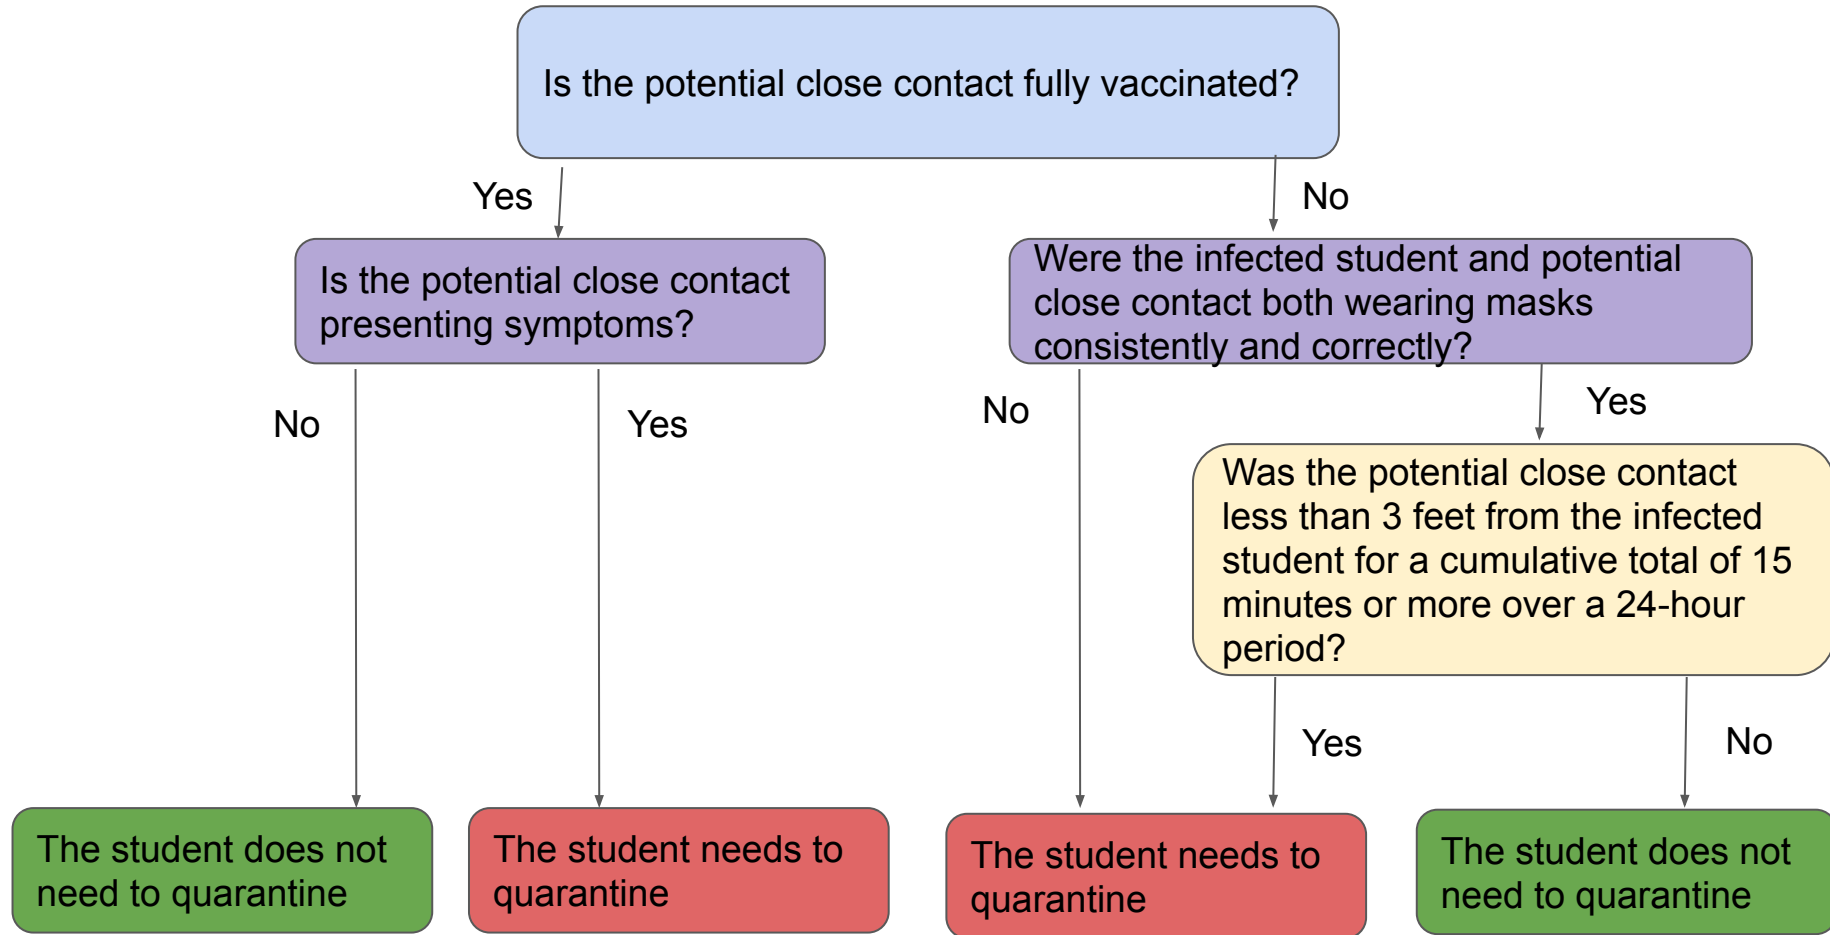 Is the potential close contact fully vaccinated?
Yes
No
Is the potential close contact
presenting symptoms?
Were the infected student and potential
close contact both wearing masks
consistently and correctly?
No
Yes
No
Yes
Was the potential close contact
less than 3 feet from the infected
student for a cumulative total of 15
minutes or more over a 24-hour
period?
Yes
No
The student does not
need to quarantine
The student needs to
quarantine
The student needs to
quarantine
The student does not
need to quarantine